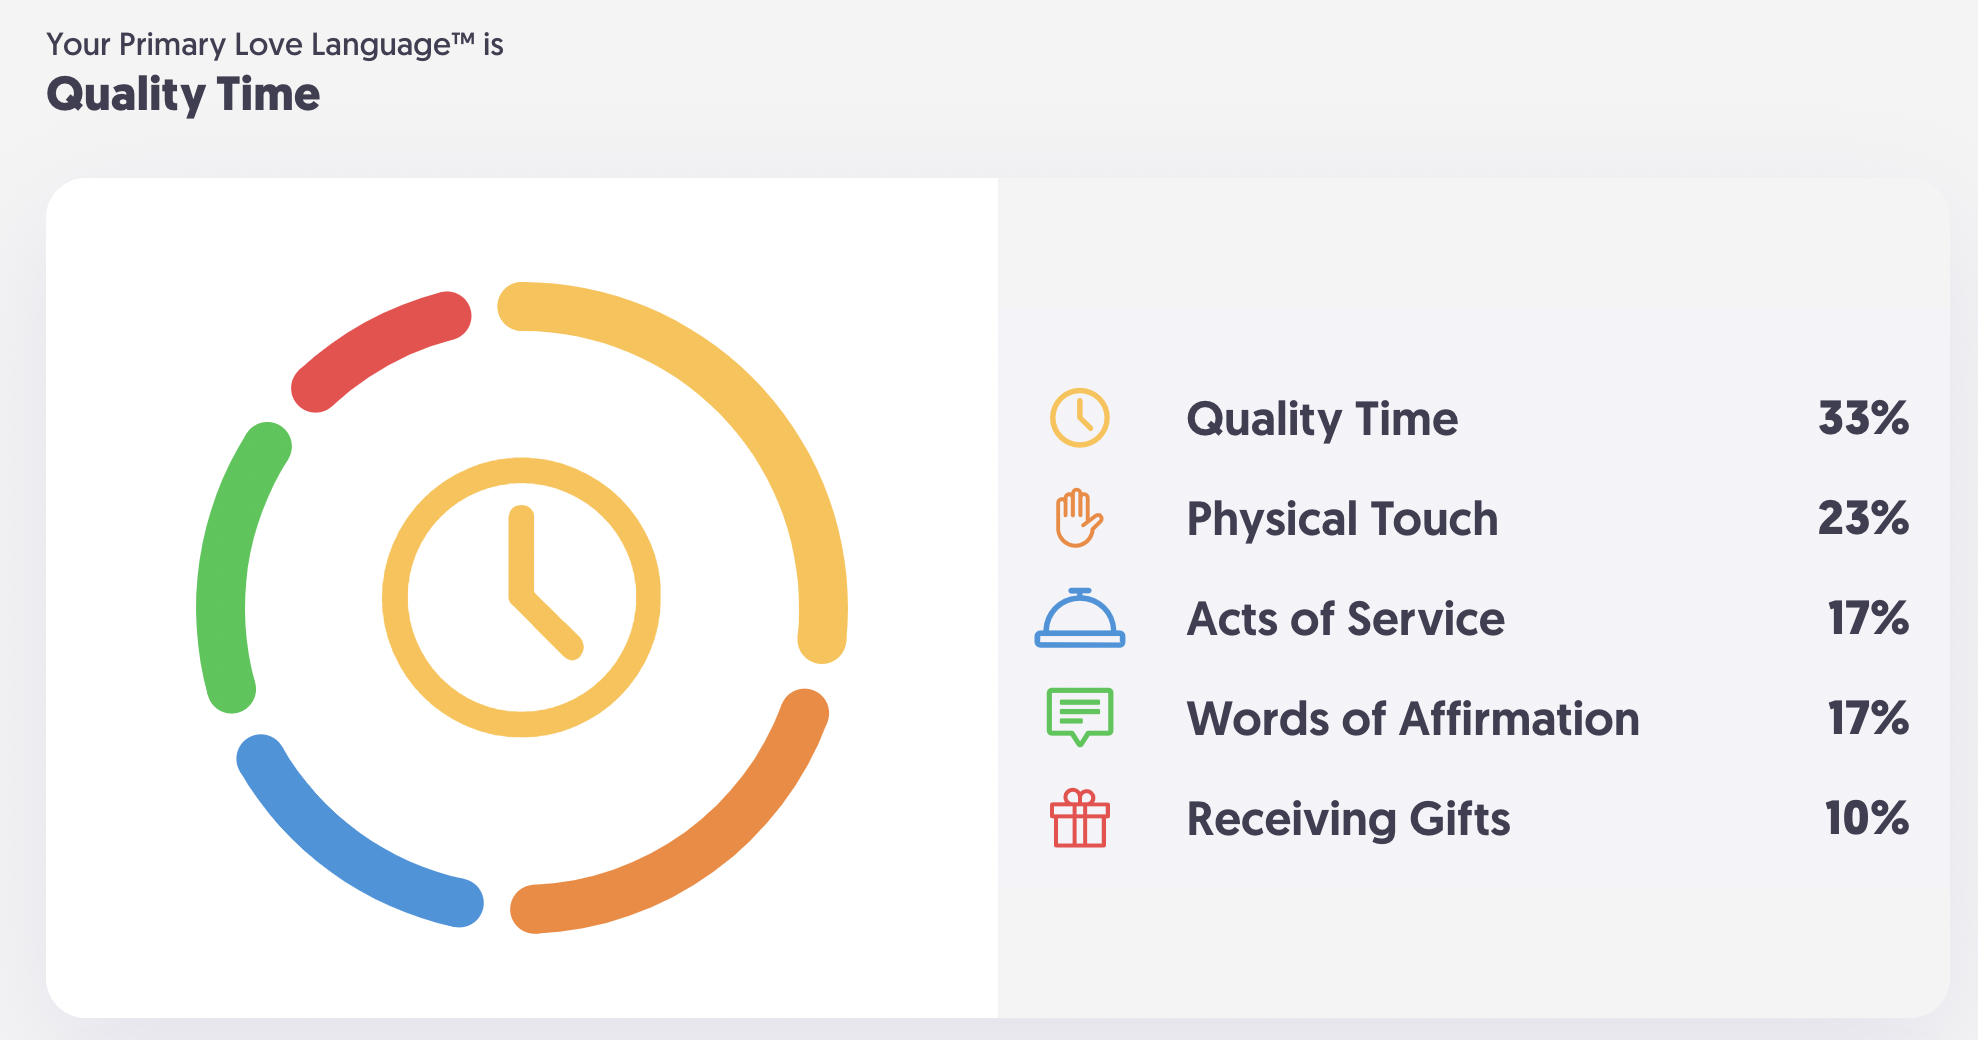 Your Primary Love Language™ is
Quality Time
Quality Time 33%
Physical Touch 23%
Acts of Service 17%
Words of Affirmation 17%
Receiving Gifts 10%